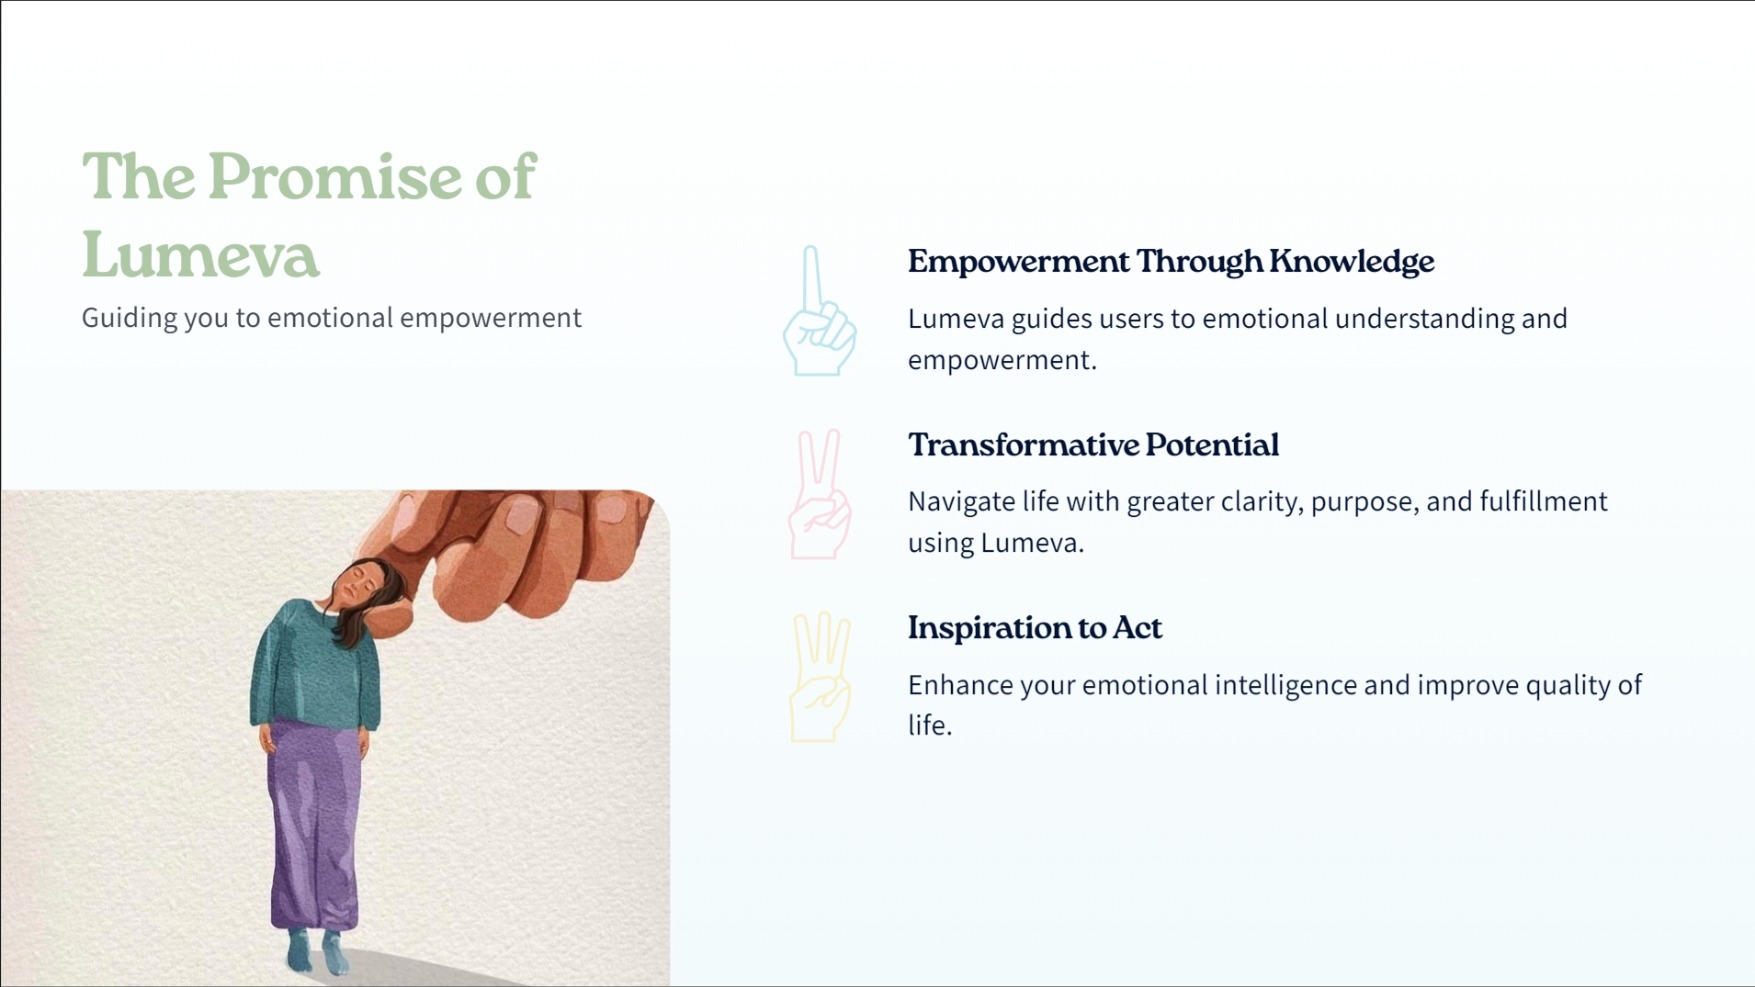 The Promise of
Lumeva
Guiding you to emotional empowerment
Empowerment Through Knowledge
Lumeva guides users to emotional understanding and
empowerment.
Transformative Potential
Navigate life with greater clarity, purpose, and fulfillment
using Lumeva.
Inspiration to Act
Enhance your emotional intelligence and improve quality of
life.